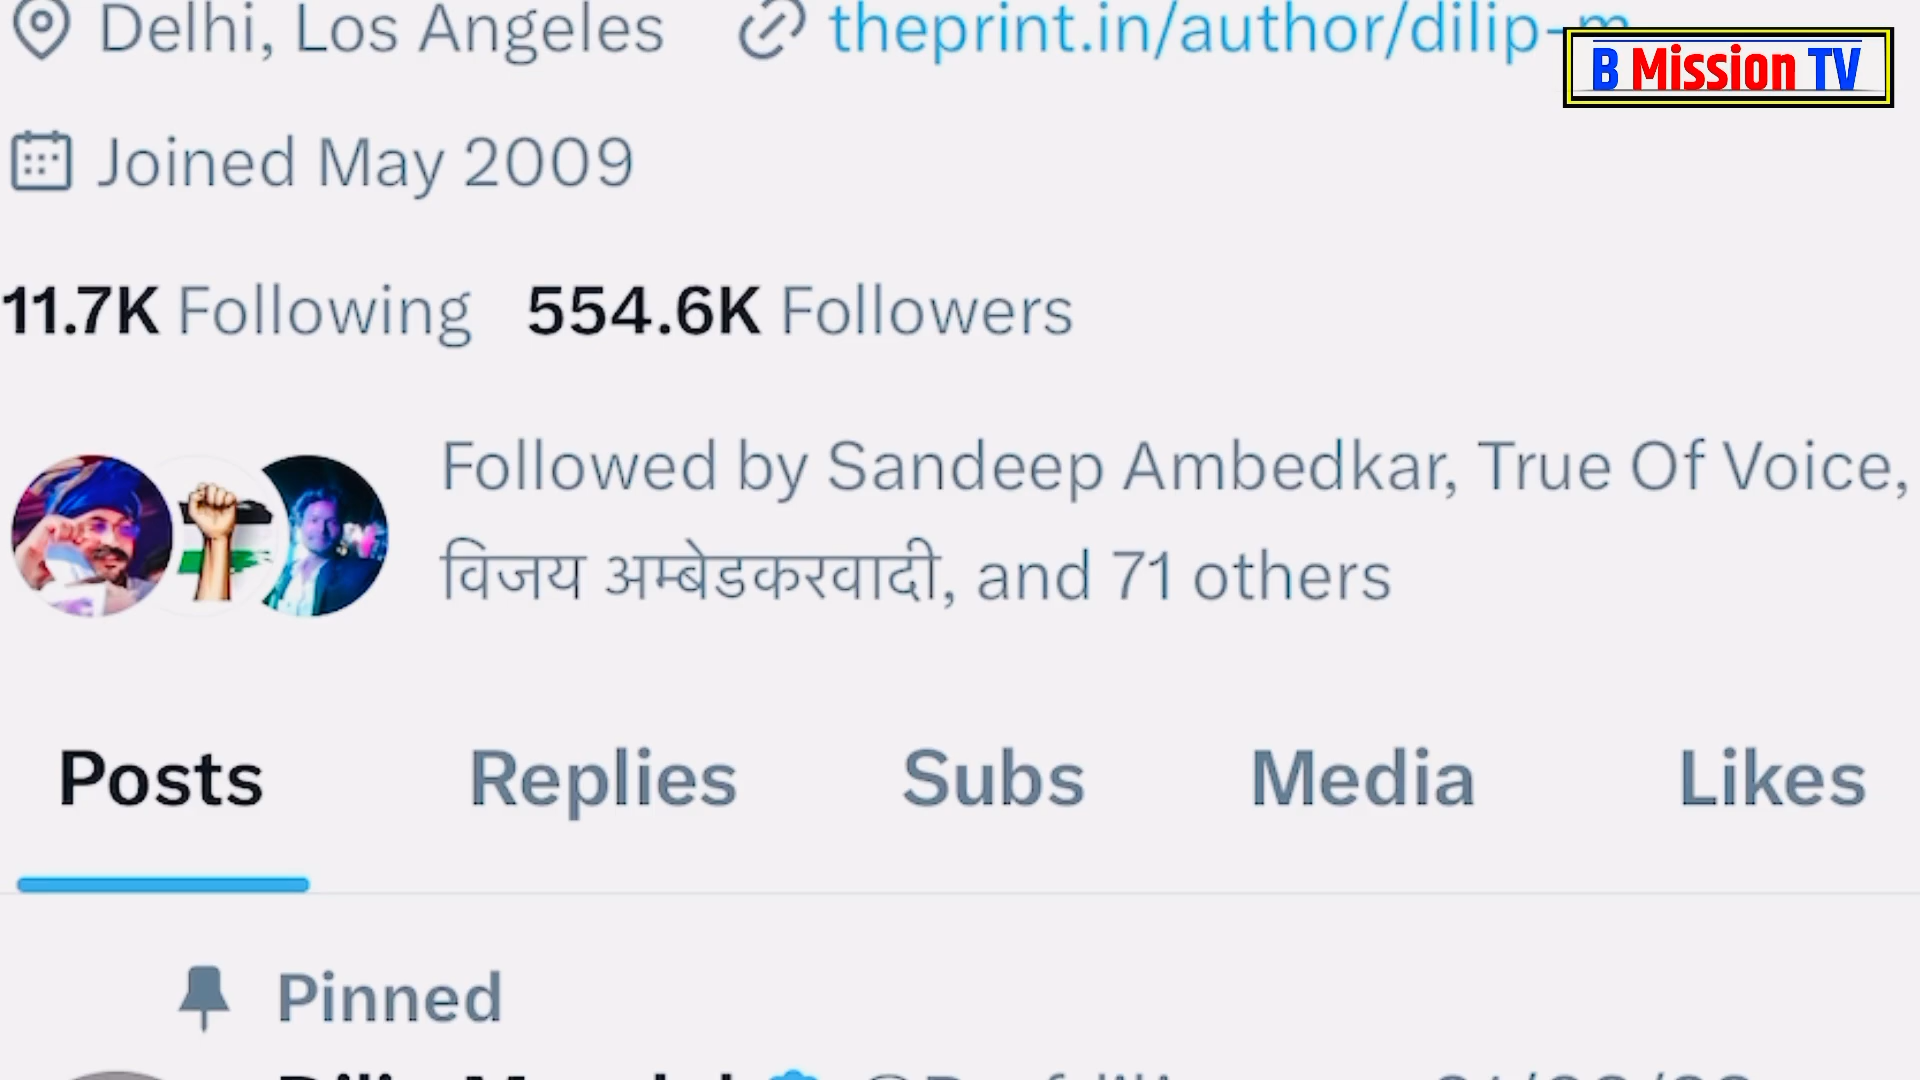 Delhi, Los Angeles theprint.in/author/dilip-m
B Mission TV
Joined May 2009
11.7K Following 554.6K Followers
Followed by Sandeep Ambedkar, True Of Voice,
विजय अम्बेडकरवादी, and 71 others
Posts Replies Subs Media Likes
Pinned